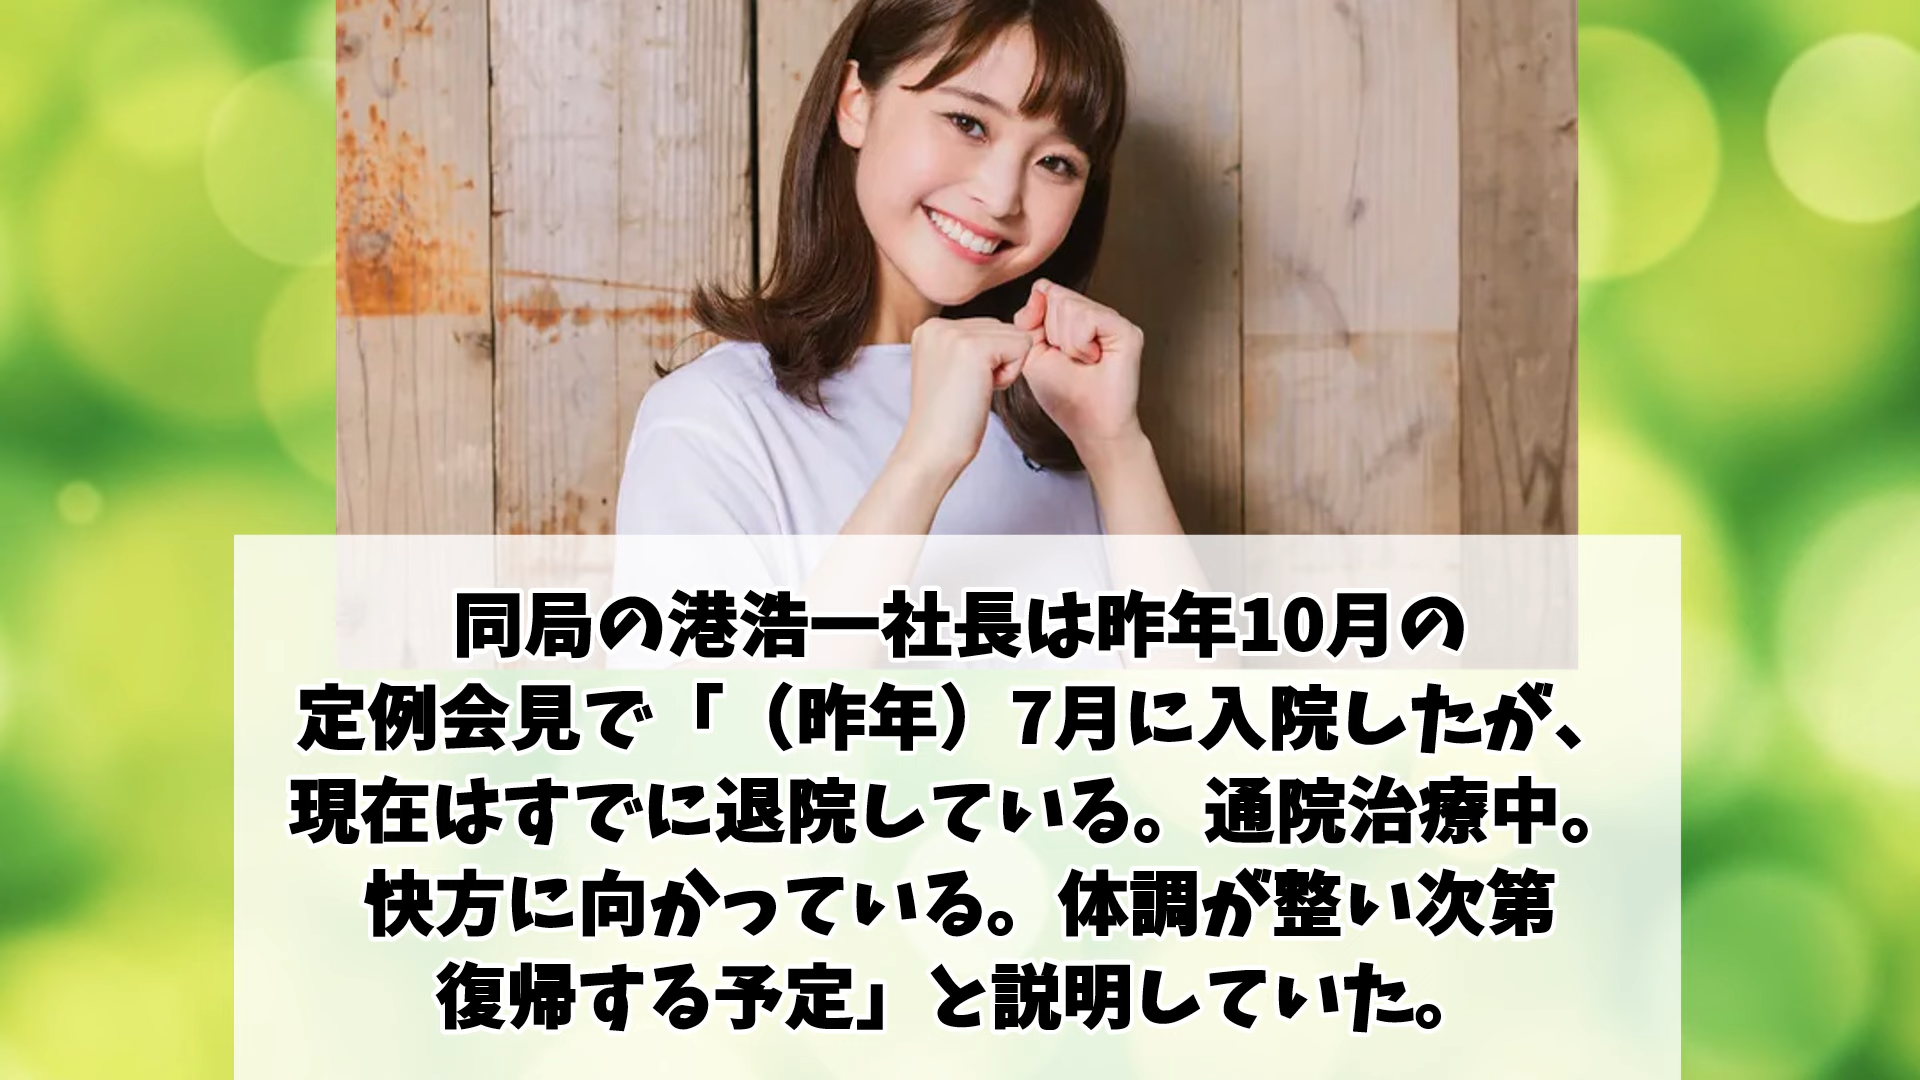 同局の港浩一社長は昨年10月の
定例会見で「（昨年）7月に入院したが、
現在はすでに退院している。通院治療中。
快方に向かっている。体調が整い次第
復帰する予定」と説明していた。